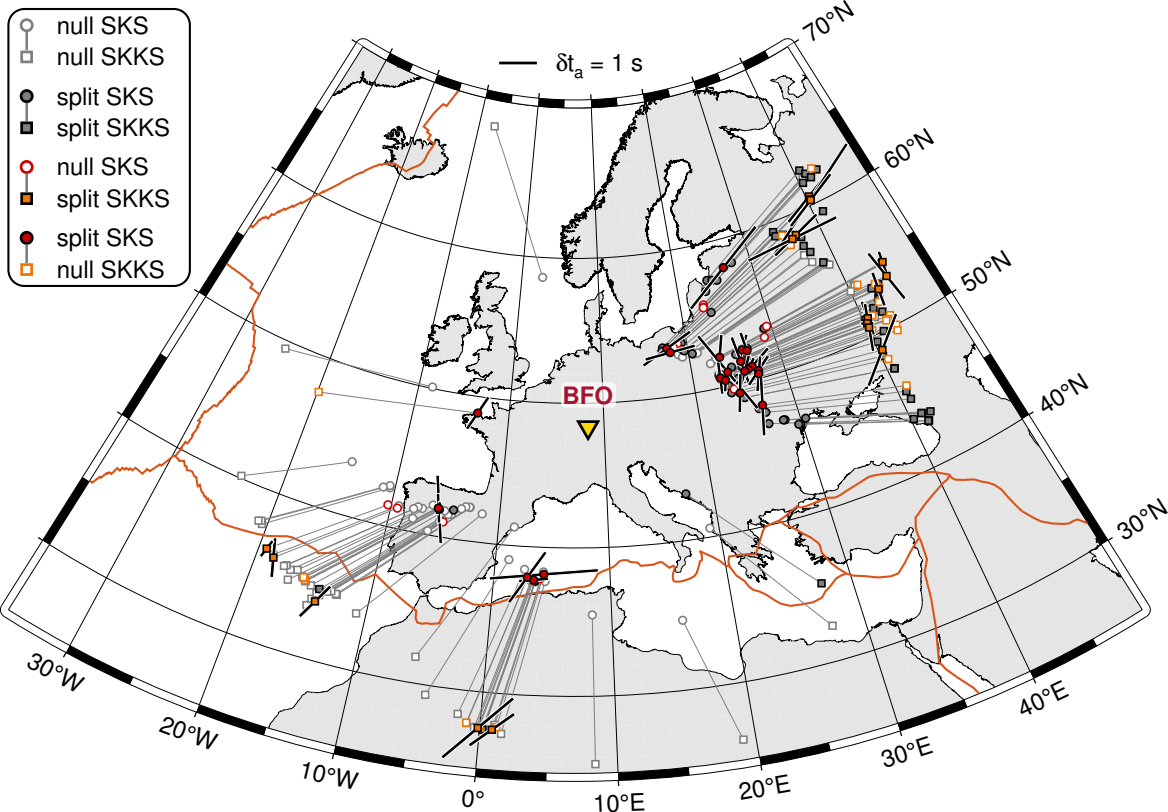 null SKS
null SKKS
split SKS
split SKKS
null SKS
split SKKS
split SKS
null SKKS
δtₐ = 1 s
70°N
60°N
50°N
40°N
30°N
BFO
30°W
20°W
10°W
0°
10°E
20°E
30°E
40°E